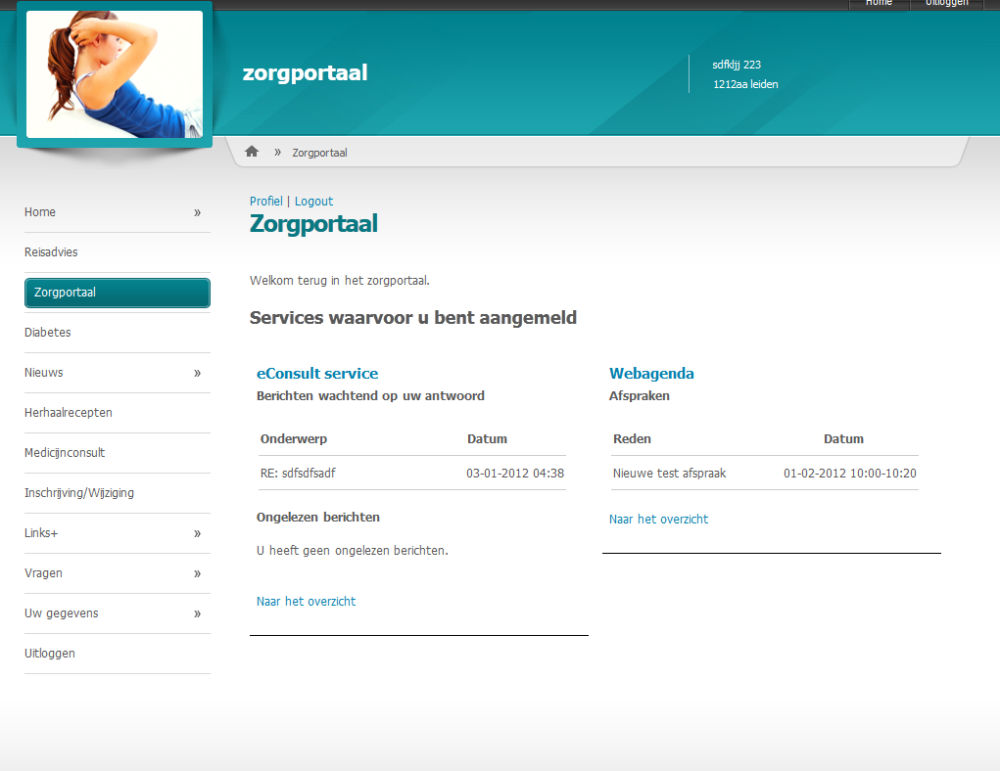 Home Uitloggen
zorgportaal
sdfkljj 223
1212aa leiden
» Zorgportaal
Profiel | Logout
Zorgportaal
Home »
Reisadvies
Zorgportaal
Diabetes
Nieuws »
Herhaalrecepten
Medicijnconsult
Inschrijving/Wijziging
Links+ »
Vragen »
Uw gegevens »
Uitloggen
Welkom terug in het zorgportaal.
Services waarvoor u bent aangemeld
eConsult service
Berichten wachtend op uw antwoord
Onderwerp Datum
RE: sdfsdfsadf 03-01-2012 04:38
Ongelezen berichten
U heeft geen ongelezen berichten.
Naar het overzicht
Webagenda
Afspraken
Reden Datum
Nieuwe test afspraak 01-02-2012 10:00-10:20
Naar het overzicht